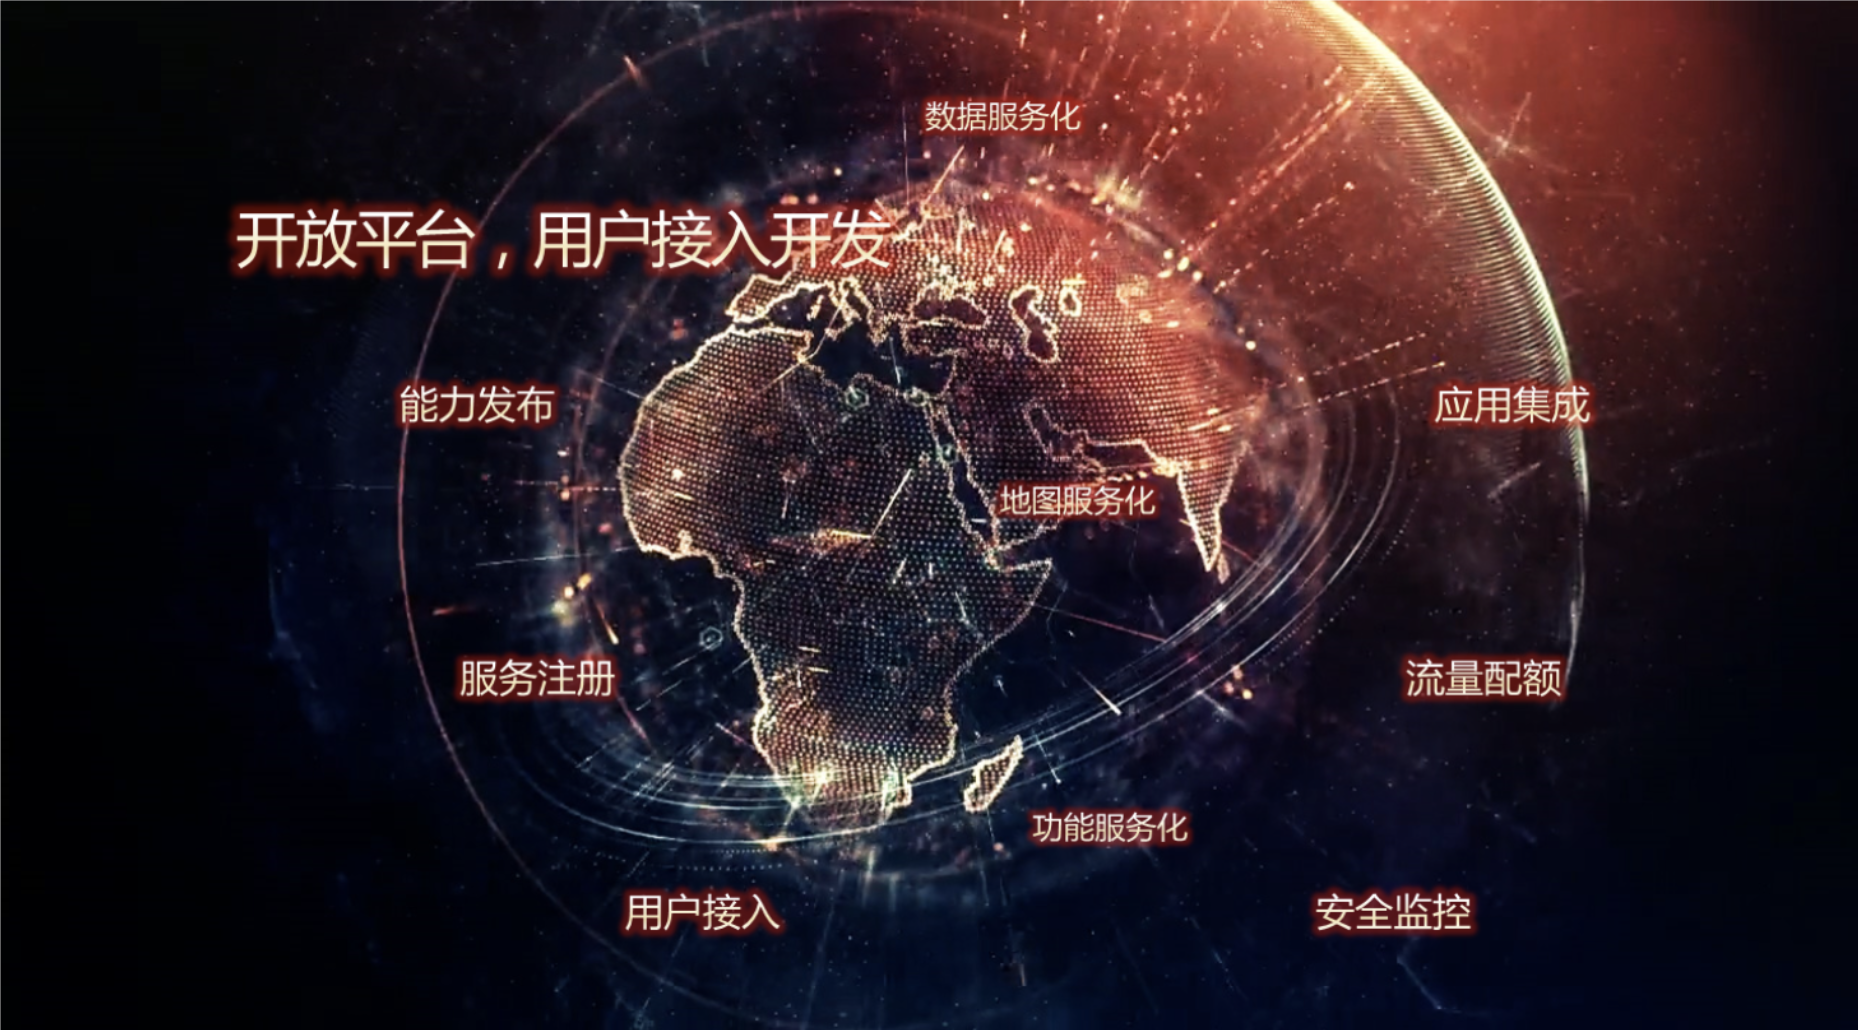 数据服务化
开放平台，用户接入开发
能力发布
应用集成
地图服务化
服务注册
流量配额
功能服务化
用户接入
安全监控